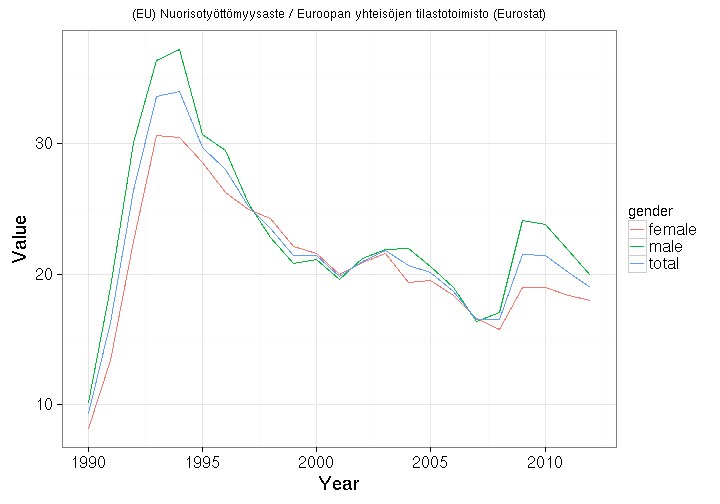 (EU) Nuorisotyöttömyysaste / Euroopan yhteisöjen tilastotoimisto (Eurostat)
30
20
10
Value
1990 1995 2000 2005 2010
Year
gender
female
male
total